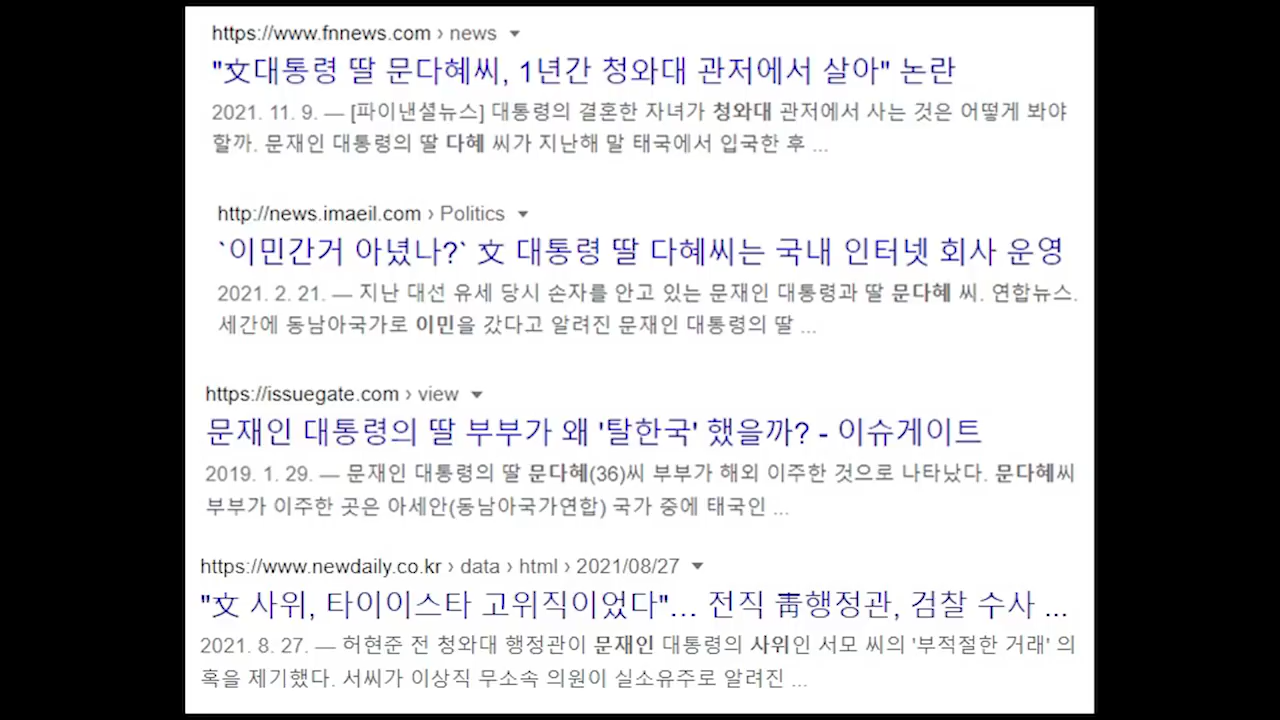 https://www.fnnews.com › news
"文대통령 딸 문다혜씨, 1년간 청와대 관저에서 살아" 논란
2021. 11. 9. — [파이낸셜뉴스] 대통령의 결혼한 자녀가 청와대 관저에서 사는 것은 어떻게 봐야
할까. 문재인 대통령의 딸 다혜 씨가 지난해 말 태국에서 입국한 후 ...
http://news.imaeil.com › Politics
`이민간거 아녔나?` 文 대통령 딸 다혜씨는 국내 인터넷 회사 운영
2021. 2. 21. — 지난 대선 유세 당시 손자를 안고 있는 문재인 대통령과 딸 문다혜 씨. 연합뉴스.
세간에 동남아국가로 이민을 갔다고 알려진 문재인 대통령의 딸 ...
https://issuegate.com › view
문재인 대통령의 딸 부부가 왜 '탈한국' 했을까? - 이슈게이트
2019. 1. 29. — 문재인 대통령의 딸 문다혜(36)씨 부부가 해외 이주한 것으로 나타났다. 문다혜씨
부부가 이주한 곳은 아세안(동남아국가연합) 국가 중에 태국인 ...
https://www.newdaily.co.kr › data › html › 2021/08/27
"文 사위, 타이이스타 고위직이었다"... 전직 靑행정관, 검찰 수사 ...
2021. 8. 27. — 허현준 전 청와대 행정관이 문재인 대통령의 사위인 서모 씨의 '부적절한 거래' 의
혹을 제기했다. 서씨가 이상직 무소속 의원이 실소유주로 알려진 ...